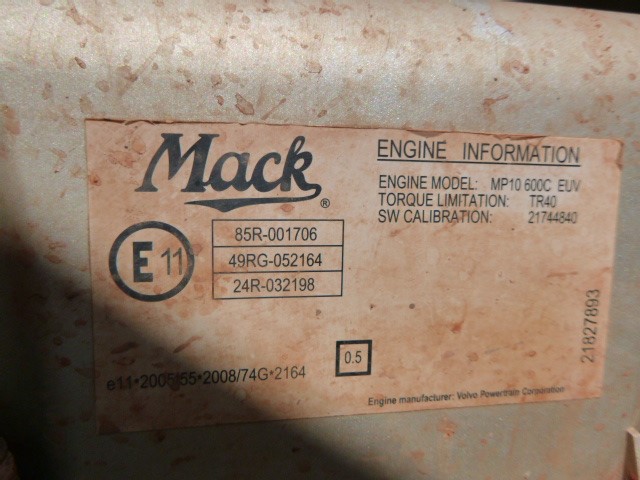 Mack®
ENGINE INFORMATION
ENGINE MODEL: MP10 600C EUV
TORQUE LIMITATION: TR40
SW CALIBRATION: 21744840
E 11
85R-001706
49RG-052164
24R-032198
0.5
e11*2005/55*2008/74G*2164
Engine manufacturer: Volvo Powertrain Corporation
21827893